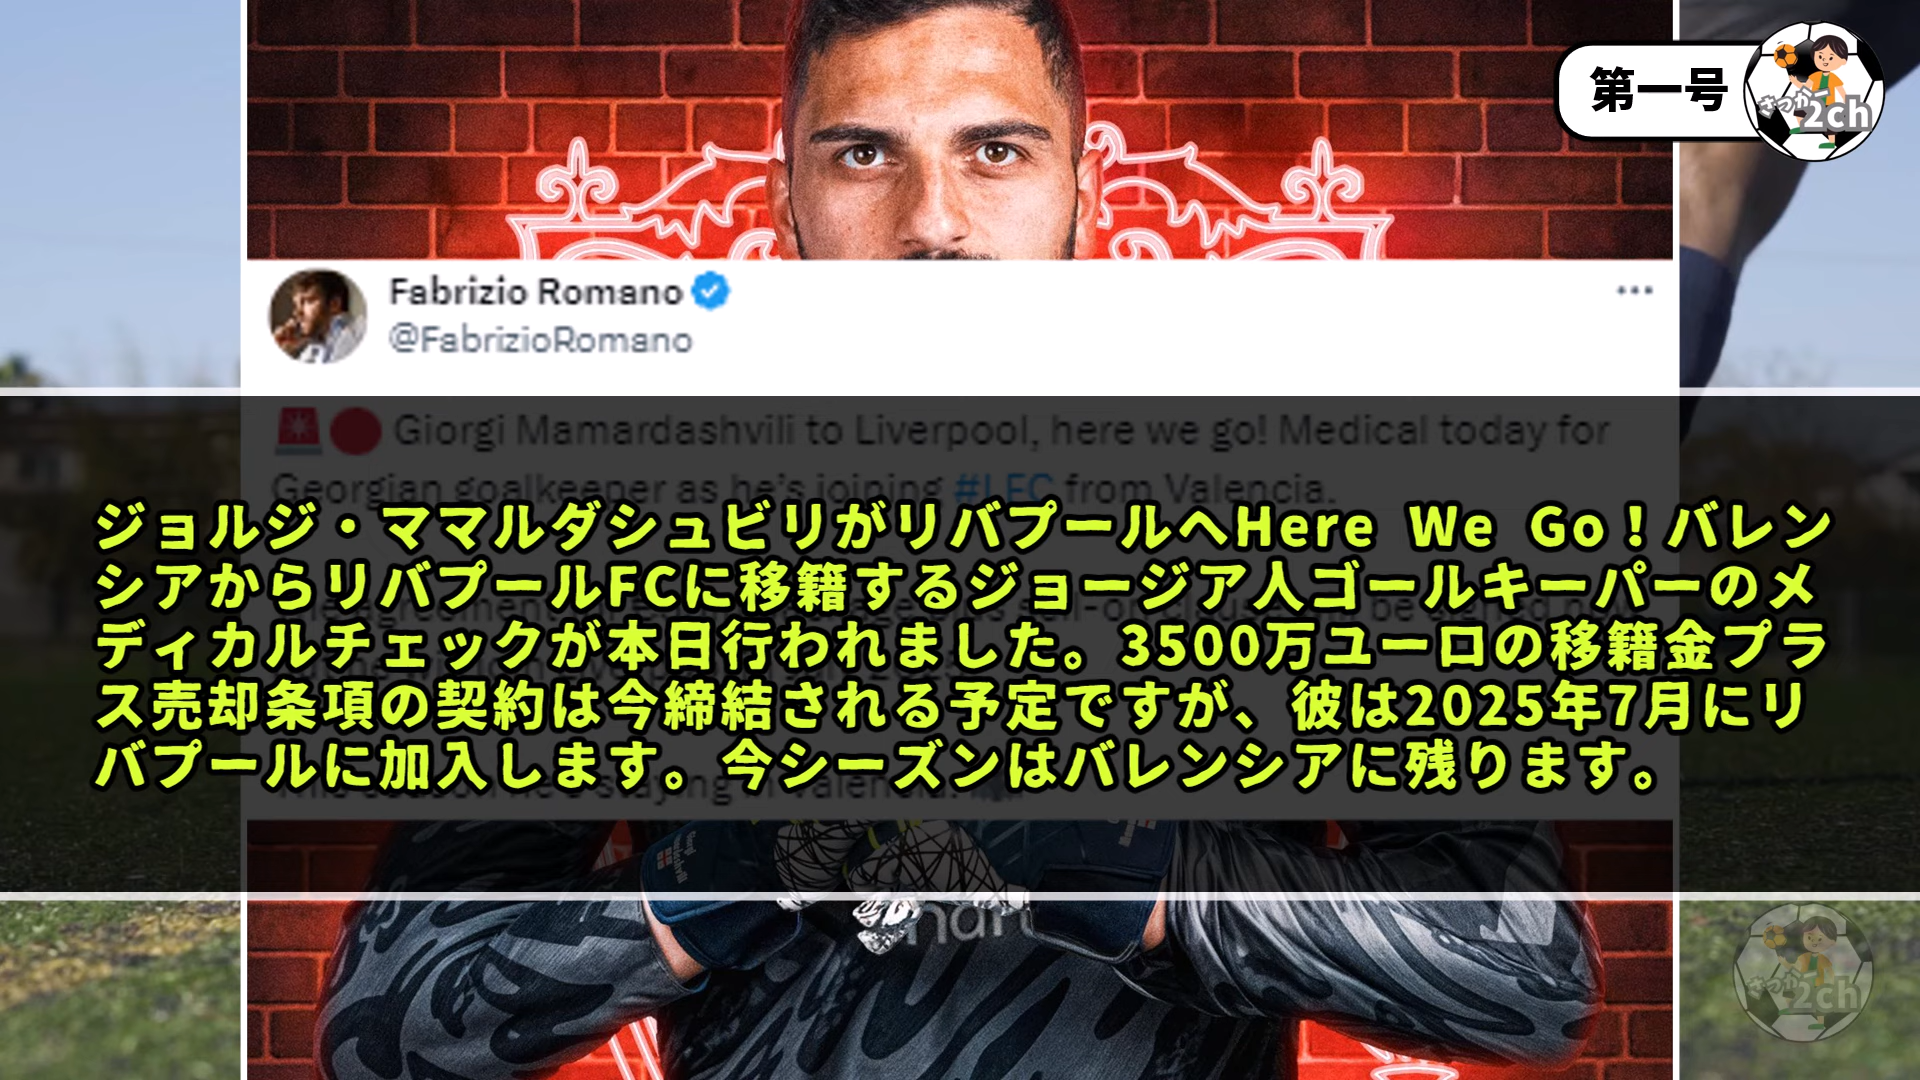 第一号
さっかー
2ch
Fabrizio Romano
@FabrizioRomano
Giorgi Mamardashvili to Liverpool, here we go! Medical today for
Georgian goalkeeper as he's joining #LFC from Valencia.
ジョルジ・ママルダシュビリがリバプールへHere We Go！バレン
シアからリバプールFCに移籍するジョージア人ゴールキーパーのメ
ディカルチェックが本日行われました。3500万ユーロの移籍金プラ
ス売却条項の契約は今締結される予定ですが、彼は2025年7月にリ
バプールに加入します。今シーズンはバレンシアに残ります。
さっかー
2ch